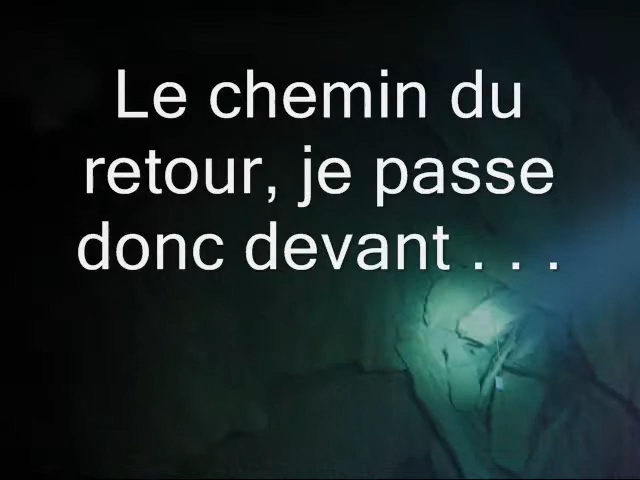 Le chemin du
retour, je passe
donc devant . . .